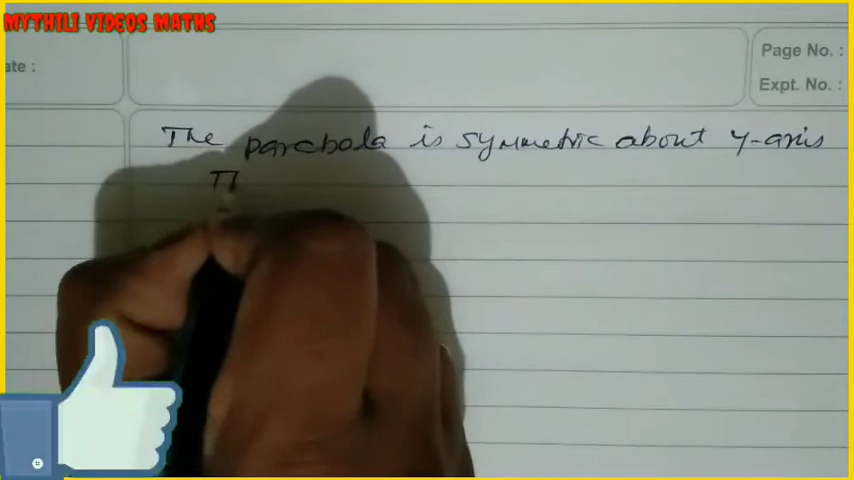 MYTHILI VIDEOS MATHS
Page No. :
ate :
Expt. No. :
The parabola is symmetric about y-axis